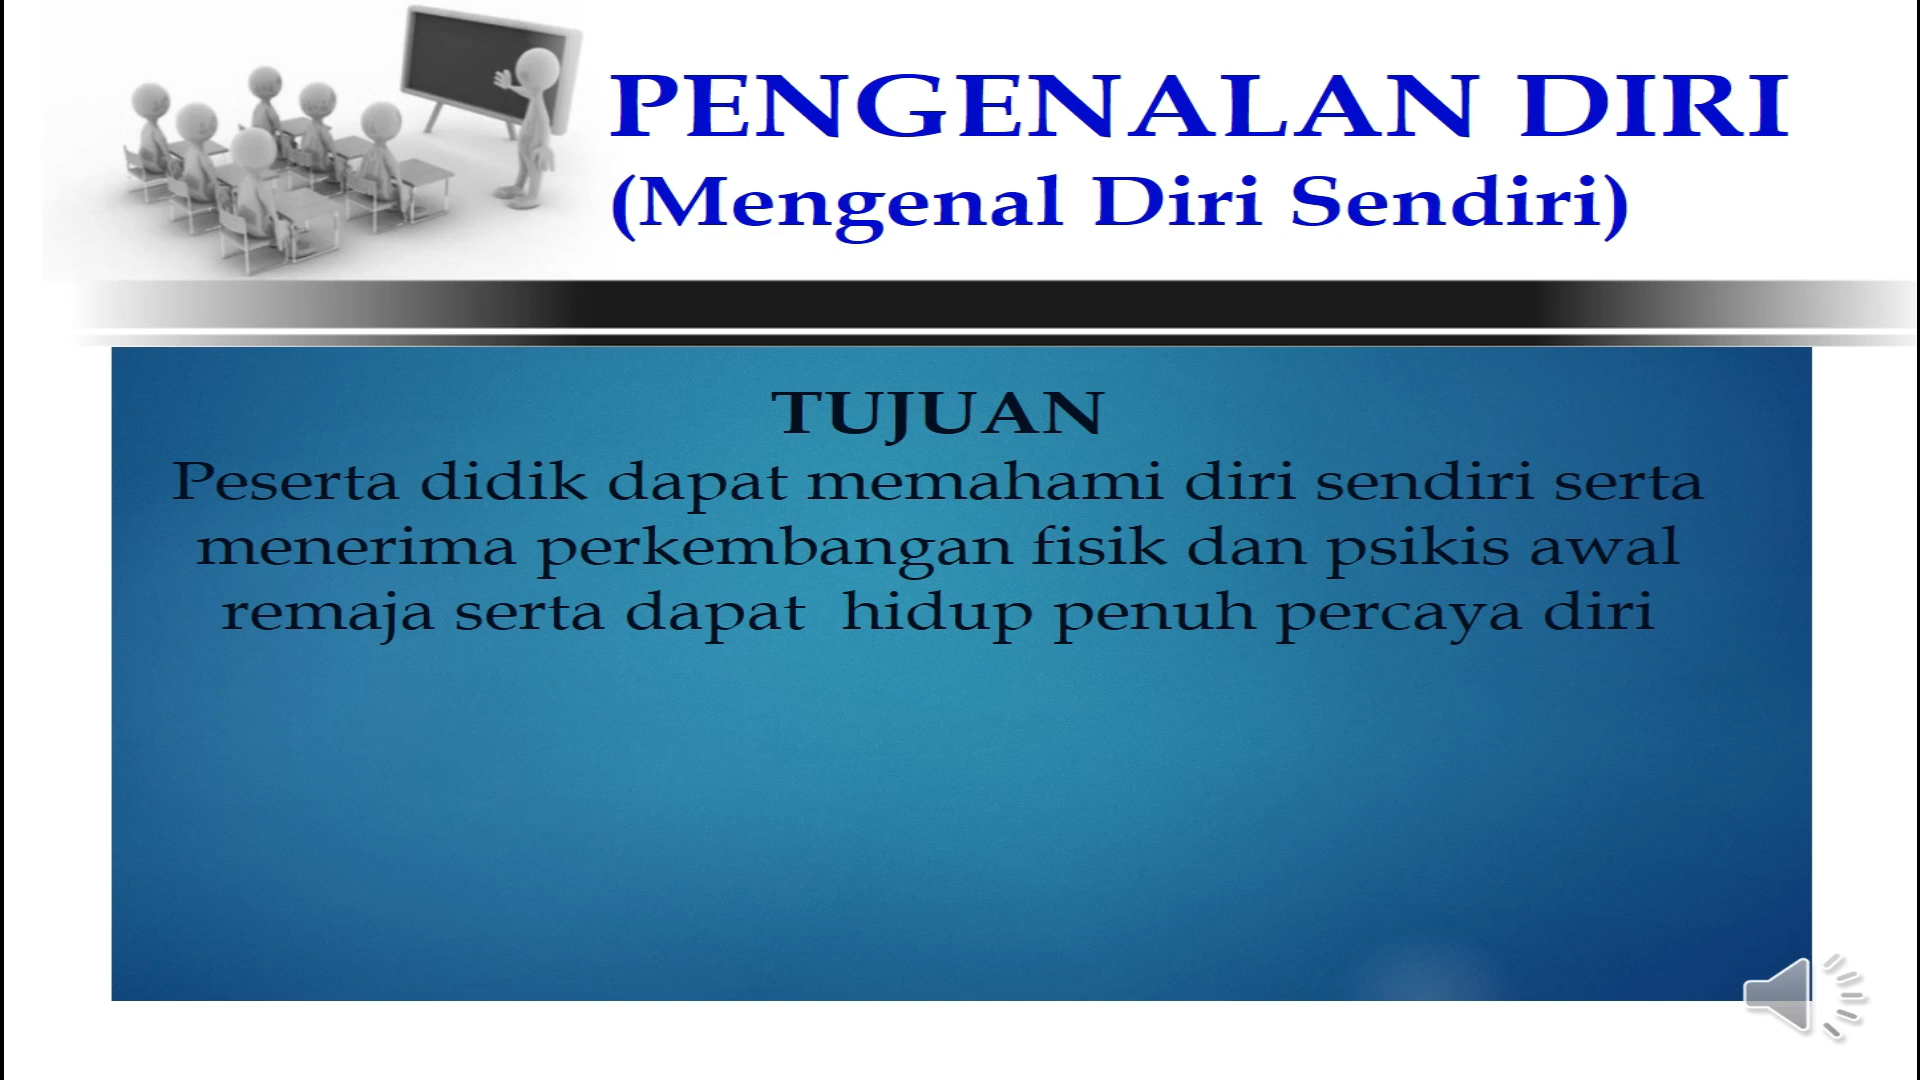 PENGENALAN DIRI
(Mengenal Diri Sendiri)
TUJUAN
Peserta didik dapat memahami diri sendiri serta
menerima perkembangan fisik dan psikis awal
remaja serta dapat  hidup penuh percaya diri